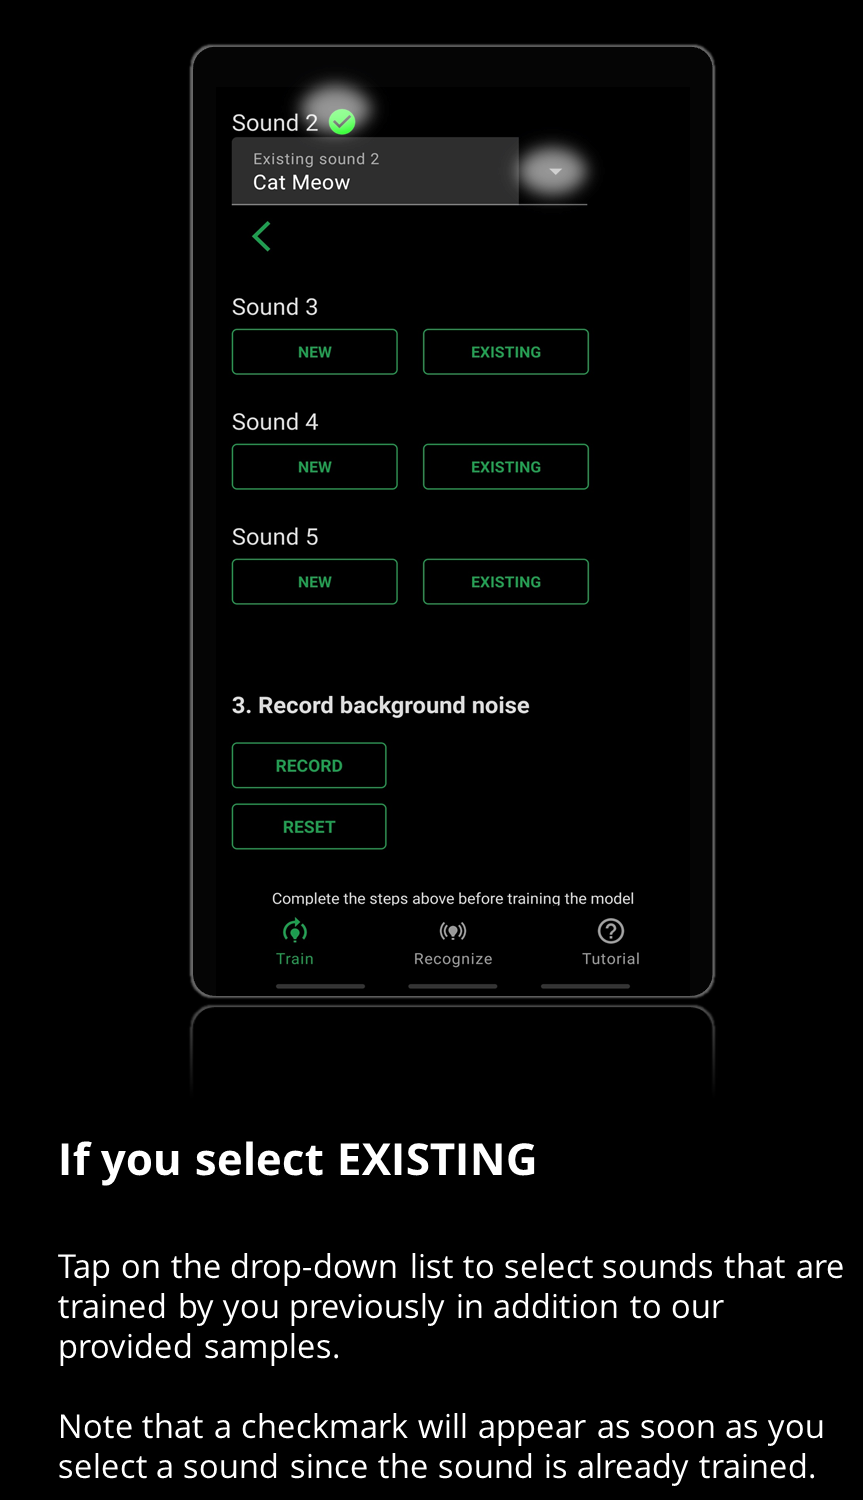 Sound 2
Existing sound 2
Cat Meow
Sound 3
NEW EXISTING
Sound 4
NEW EXISTING
Sound 5
NEW EXISTING
3. Record background noise
RECORD
RESET
Complete the steps above before training the model
Train Recognize Tutorial
If you select EXISTING
Tap on the drop-down list to select sounds that are
trained by you previously in addition to our
provided samples.
Note that a checkmark will appear as soon as you
select a sound since the sound is already trained.